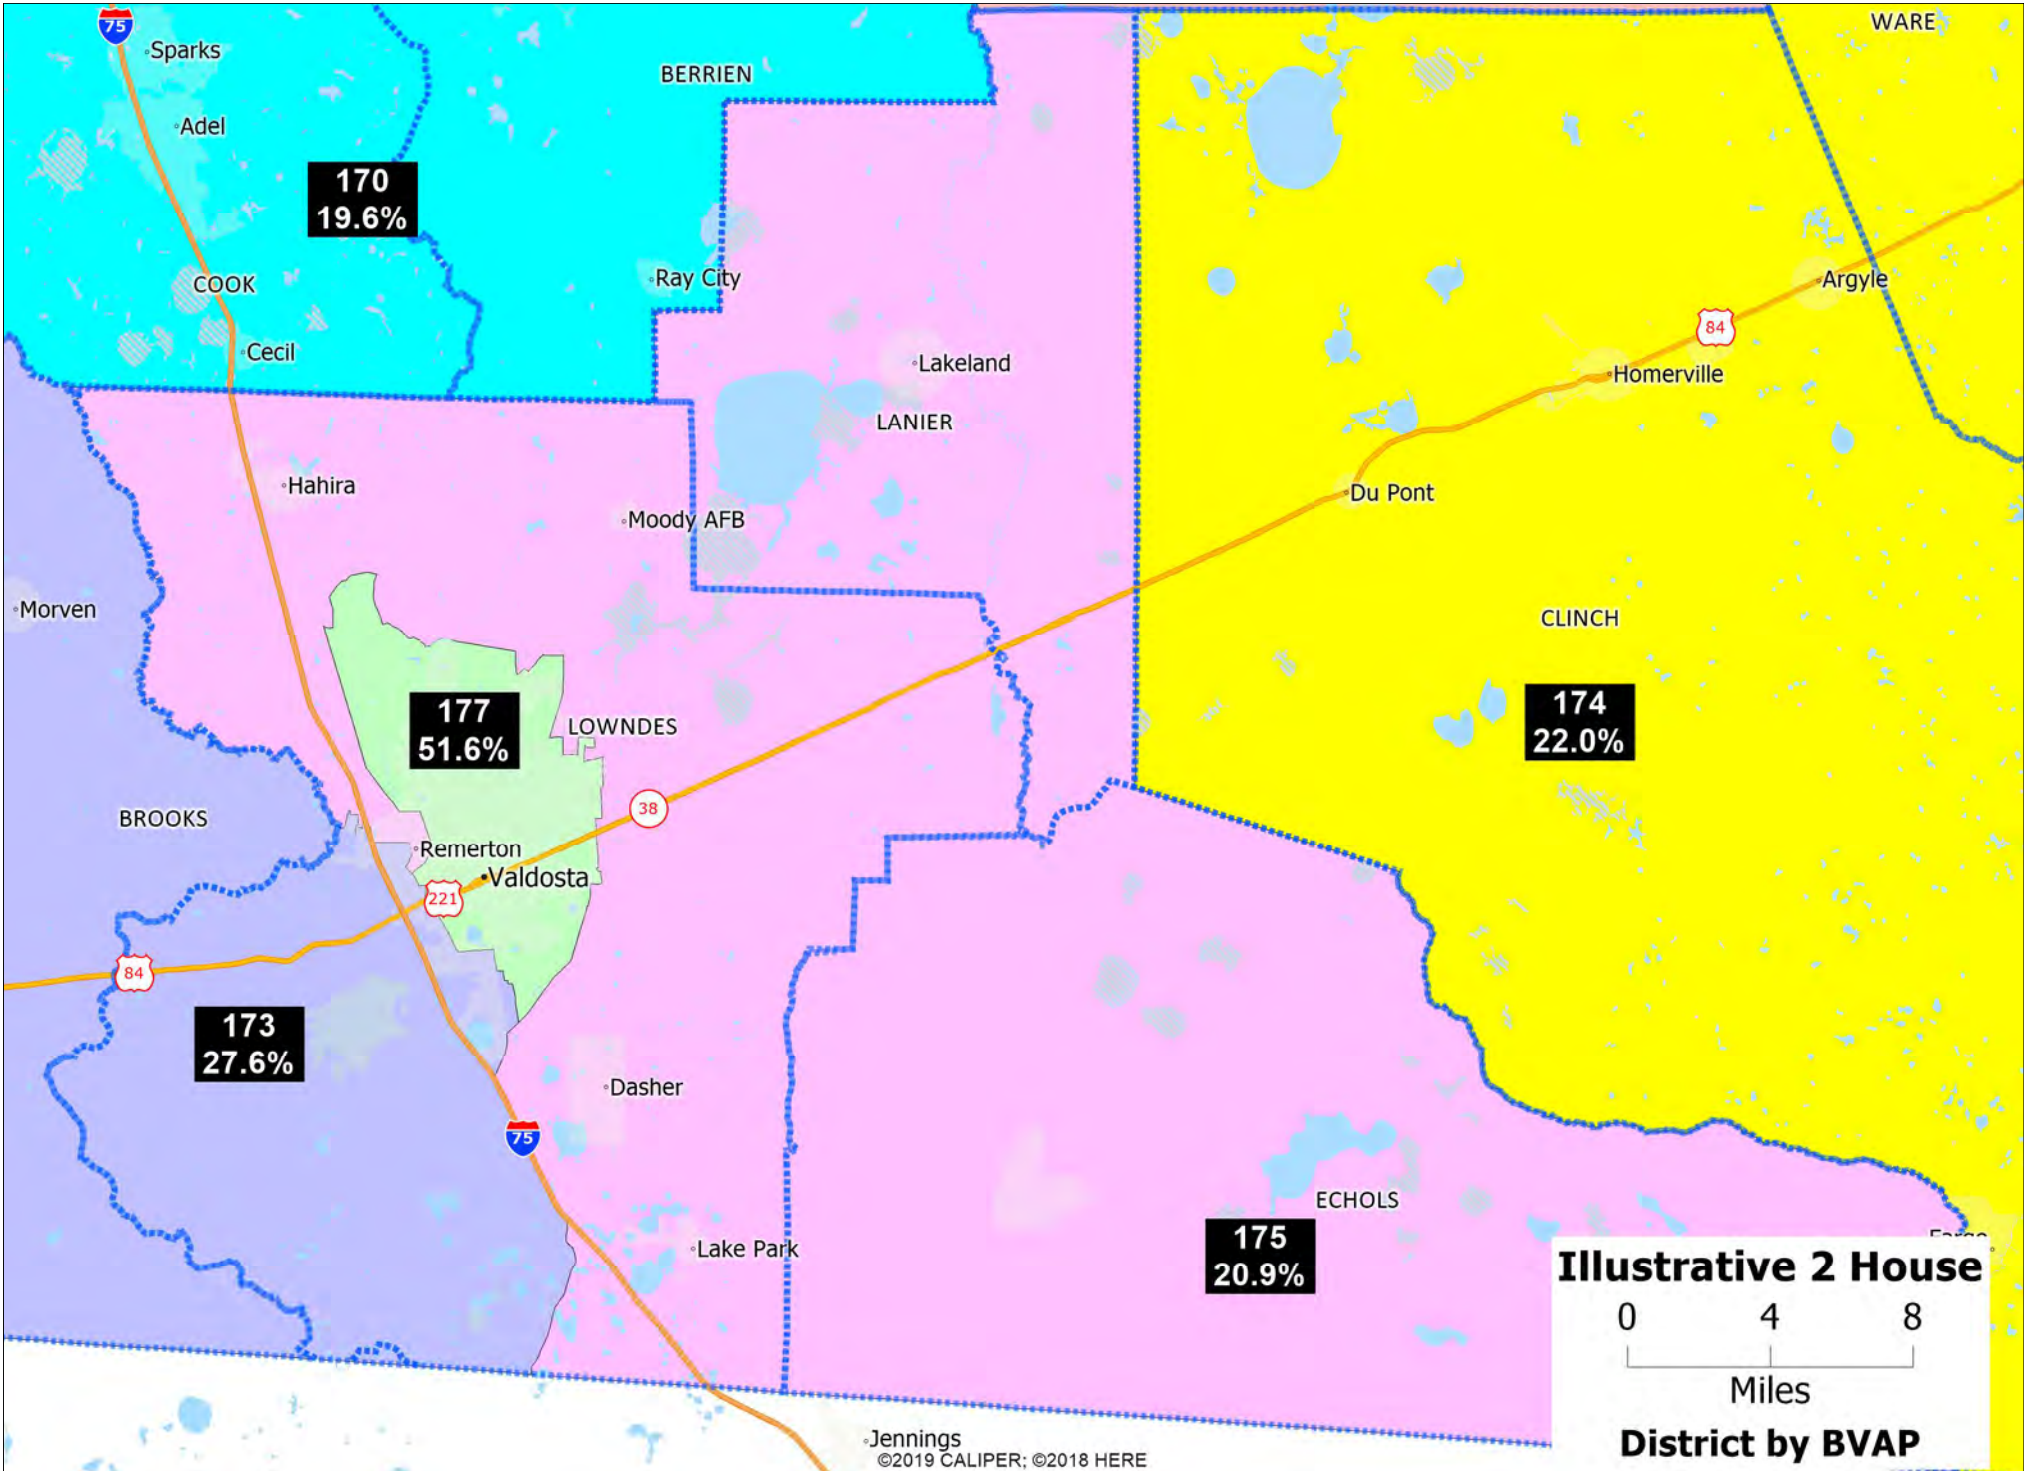 75
Sparks
WARE
BERRIEN
Adel
170
19.6%
Ray City
Argyle
COOK
84
Cecil
Lakeland
Homerville
LANIER
Hahira
Du Pont
Moody AFB
Morven
CLINCH
177
51.6%
174
22.0%
LOWNDES
38
BROOKS
Remerton
Valdosta
221
84
173
27.6%
Dasher
75
ECHOLS
175
20.9%
Lake Park
Illustrative 2 House
0 4 8
Miles
District by BVAP
Jennings
©2019 CALIPER; ©2018 HERE